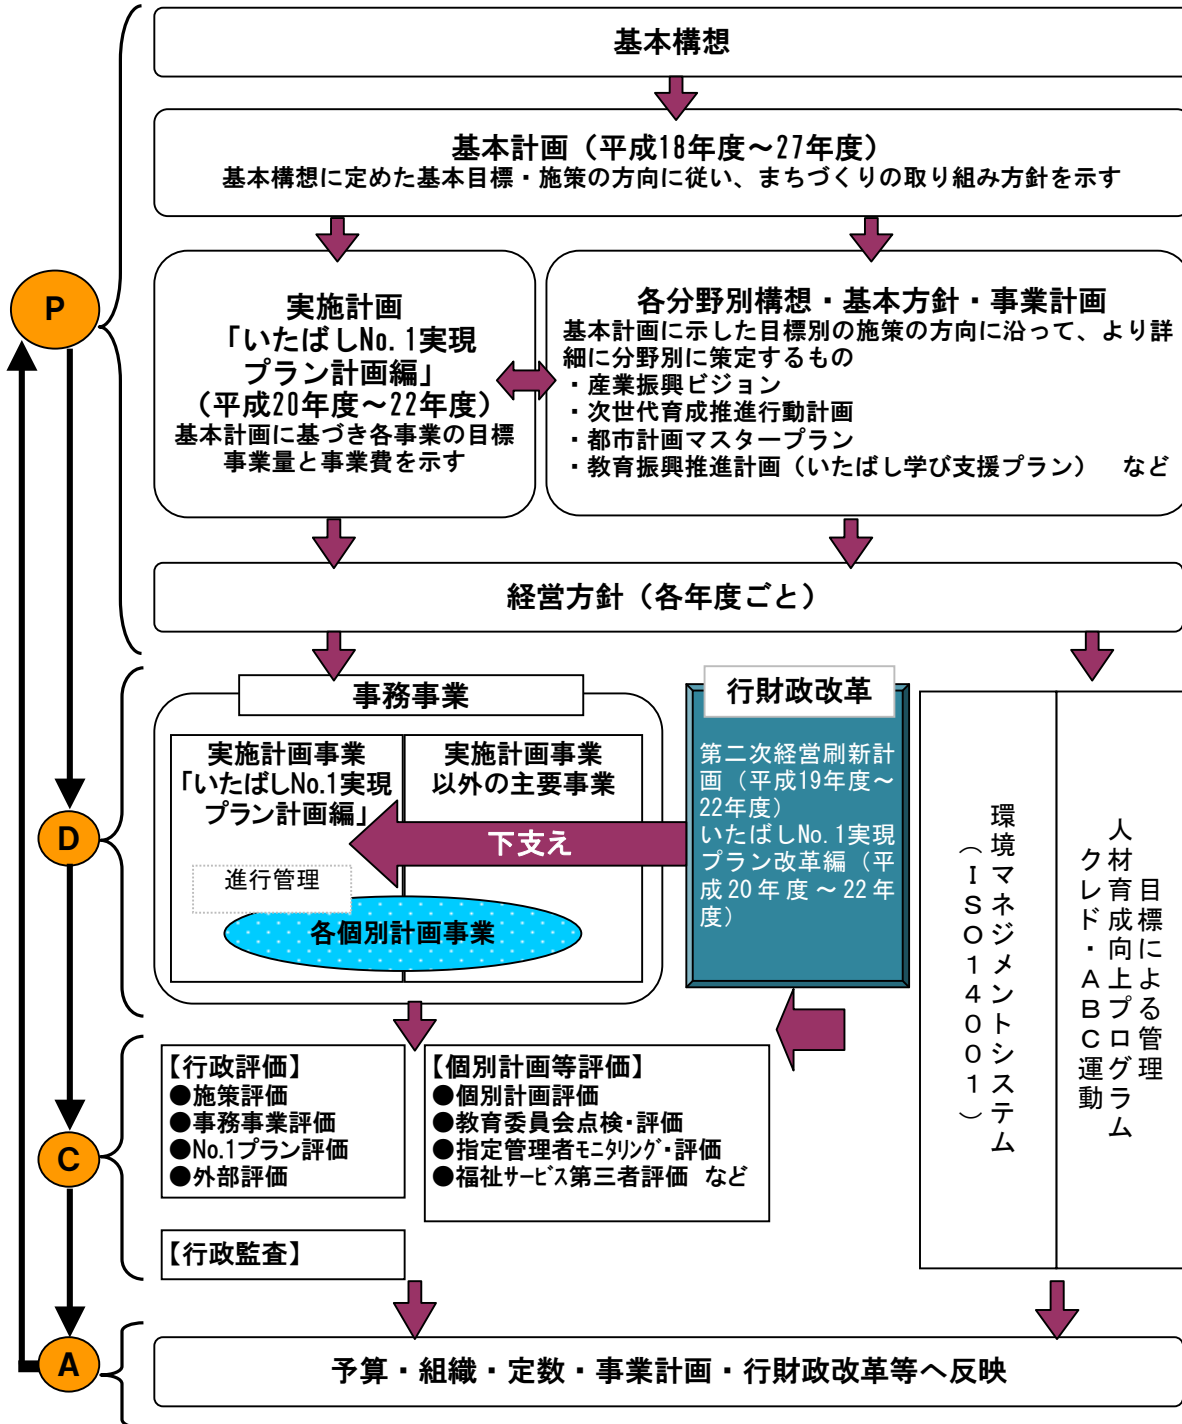 基本構想
基本計画（平成18年度～27年度）
基本構想に定めた基本目標・施策の方向に従い、まちづくりの取り組み方針を示す
P
実施計画
「いたばしNo.1実現
プラン計画編」
（平成20年度～22年度）
基本計画に基づき各事業の目標
事業量と事業費を示す
各分野別構想・基本方針・事業計画
基本計画に示した目標別の施策の方向に沿って、より詳
細に分野別に策定するもの
・産業振興ビジョン
・次世代育成推進行動計画
・都市計画マスタープラン
・教育振興推進計画（いたばし学び支援プラン）　など
経営方針（各年度ごと）
D
事務事業
実施計画事業
「いたばしNo.1実現
プラン計画編」
実施計画事業
以外の主要事業
下支え
進行管理
各個別計画事業
行財政改革
第二次経営刷新計
画（平成19年度～
22年度）
いたばしNo.1実現
プラン改革編（平
成20年度～22年
度）
環境マネジメントシステム
（ＩＳＯ１４００１）
目標による管理
人材育成向上プログラム
クレド・ＡＢＣ運動
C
【行政評価】
●施策評価
●事務事業評価
●No.1プラン評価
●外部評価
【個別計画等評価】
●個別計画評価
●教育委員会点検・評価
●指定管理者ﾓﾆﾀﾘﾝｸﾞ・評価
●福祉ｻｰﾋﾞｽ第三者評価　など
【行政監査】
A
予算・組織・定数・事業計画・行財政改革等へ反映